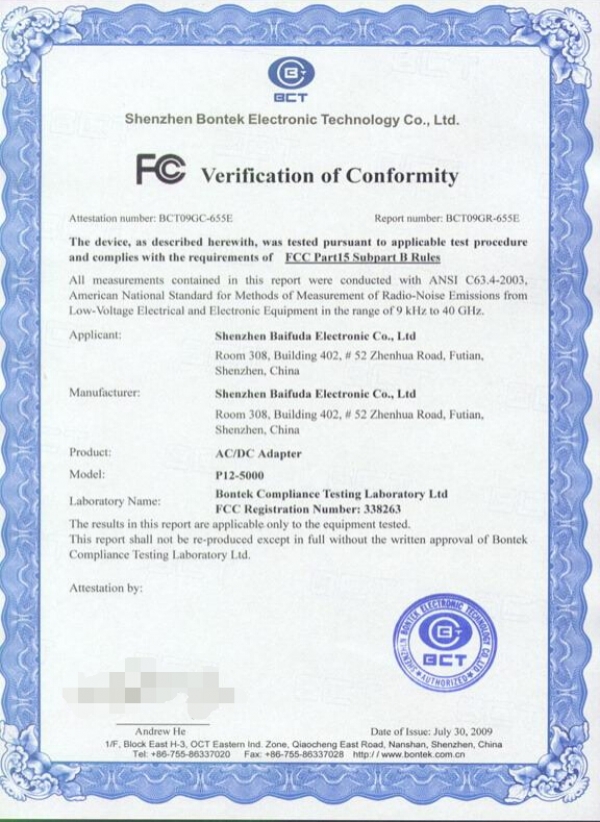 BCT
Shenzhen Bontek Electronic Technology Co., Ltd.
FCC Verification of Conformity
Attestation number: BCT09GC-655E Report number: BCT09GR-655E
The device, as described herewith, was tested pursuant to applicable test procedure
and complies with the requirements of FCC Part15 Subpart B Rules
All measurements contained in this report were conducted with ANSI C63.4-2003,
American National Standard for Methods of Measurement of Radio-Noise Emissions from
Low-Voltage Electrical and Electronic Equipment in the range of 9 kHz to 40 GHz.
Applicant: Shenzhen Baifuda Electronic Co., Ltd
Room 308, Building 402, # 52 Zhenhua Road, Futian,
Shenzhen, China
Manufacturer: Shenzhen Baifuda Electronic Co., Ltd
Room 308, Building 402, # 52 Zhenhua Road, Futian,
Shenzhen, China
Product: AC/DC Adapter
Model: P12-5000
Laboratory Name: Bontek Compliance Testing Laboratory Ltd
FCC Registration Number: 338263
The results in this report are applicable only to the equipment tested.
This report shall not be re-produced except in full without the written approval of Bontek
Compliance Testing Laboratory Ltd.
Attestation by:
SHENZHEN BONTEK ELECTRONIC TECHNOLOGY CO.,LTD
BCT
AUTHORIZED
Andrew He Date of Issue: July 30, 2009
1/F, Block East H-3, OCT Eastern Ind. Zone, Qiaocheng East Road, Nanshan, Shenzhen, China
Tel: +86-755-86337020 Fax: +86-755-86337028 http://www.bontek.com.cn